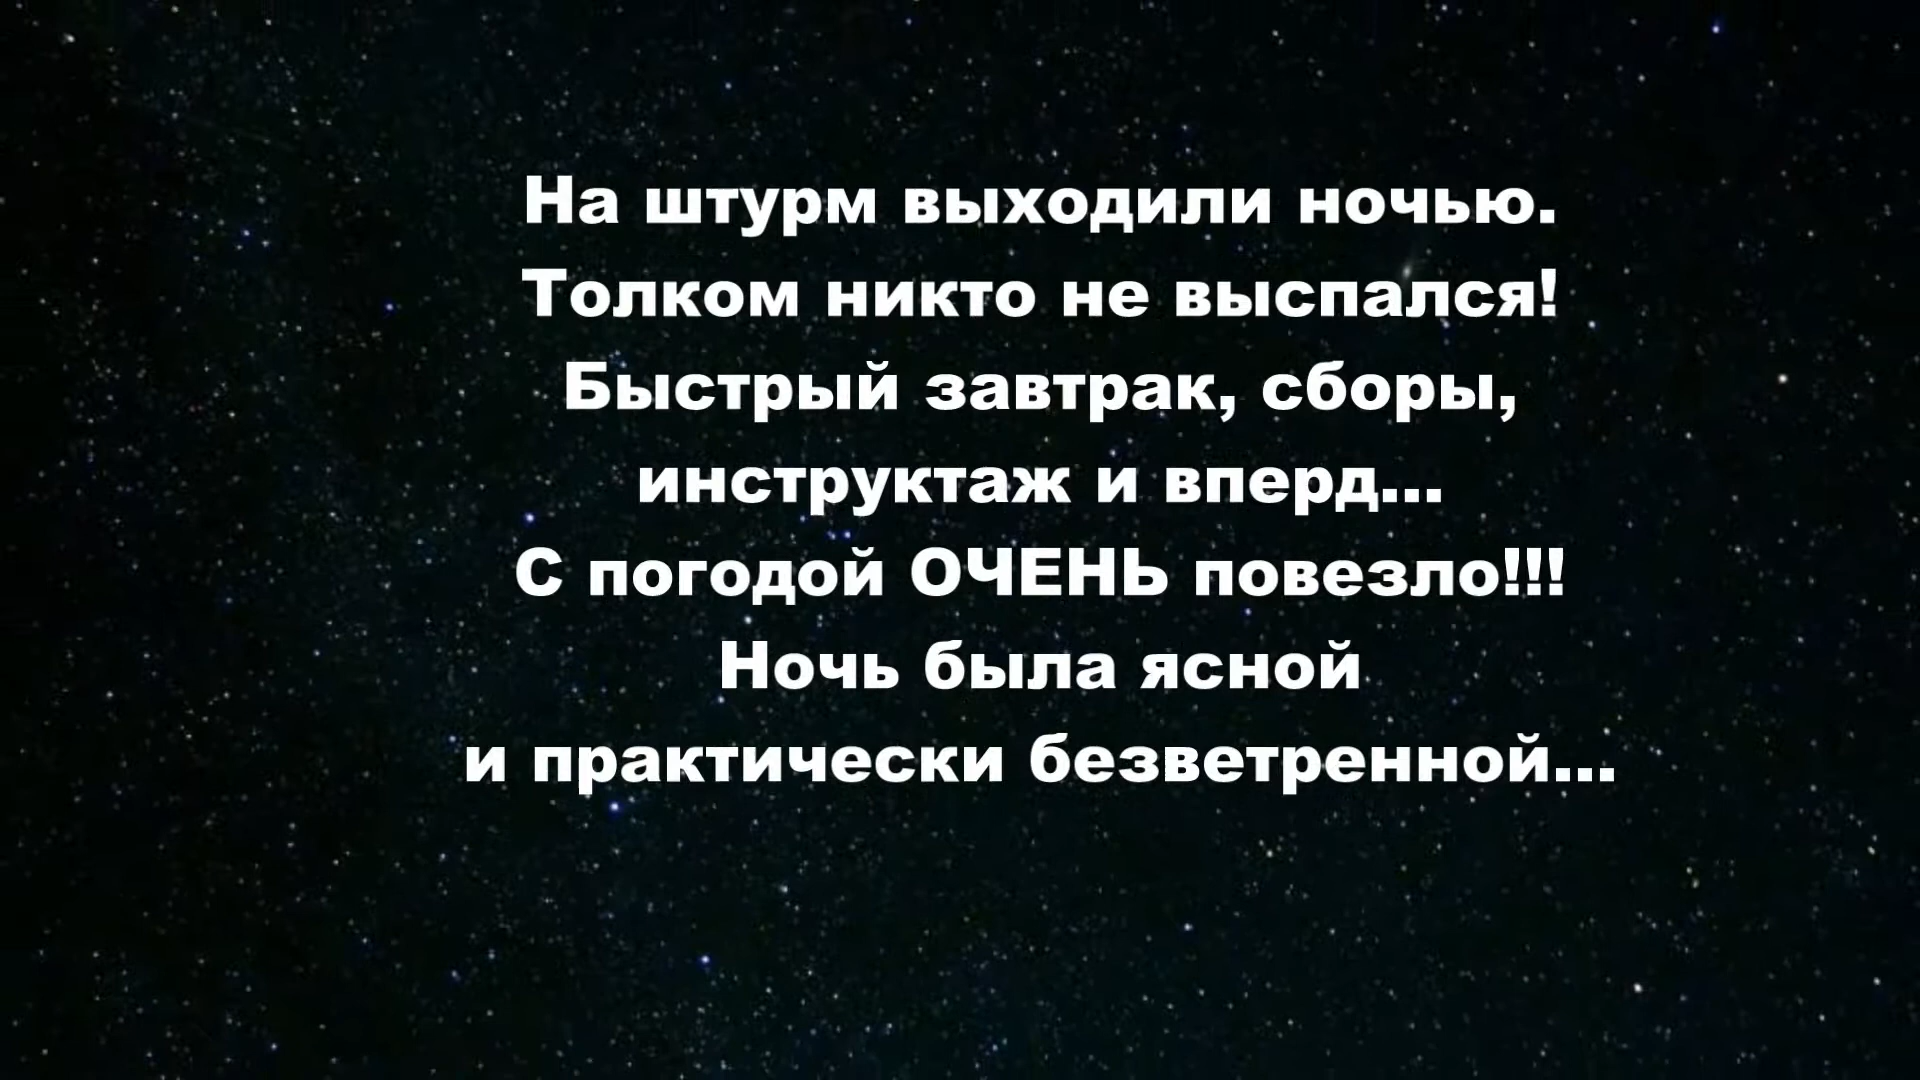 На штурм выходили ночью.
Толком никто не выспался!
Быстрый завтрак, сборы,
инструктаж и вперд...
С погодой ОЧЕНЬ повезло!!!
Ночь была ясной
и практически безветренной...